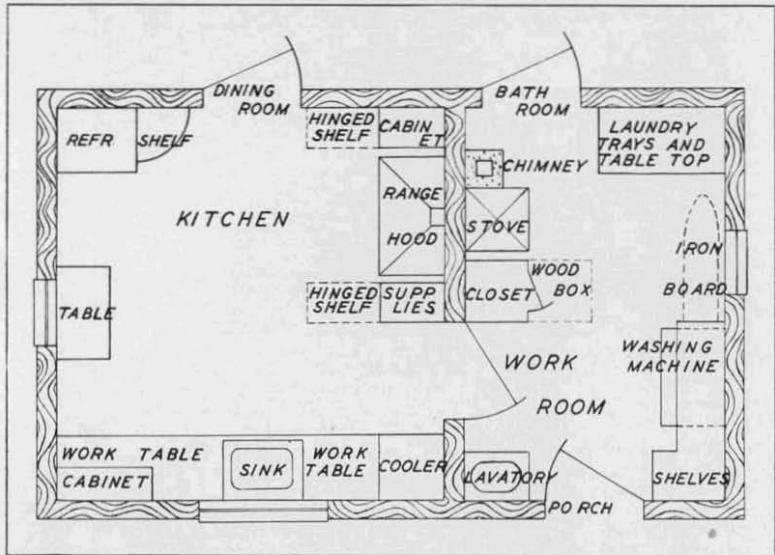 DINING
ROOM
BATH
ROOM
REFR
SHELF
HINGED
SHELF
CABIN
ET
LAUNDRY
TRAYS AND
TABLE TOP
CHIMNEY
RANGE
HOOD
KITCHEN
STOVE
IRON
BOARD
TABLE
HINGED
SHELF
SUPP
LIES
CLOSET
WOOD
BOX
WASHING
MACHINE
WORK
ROOM
WORK TABLE
CABINET
SINK
WORK
TABLE
COOLER
LAVATORY
SHELVES
PORCH